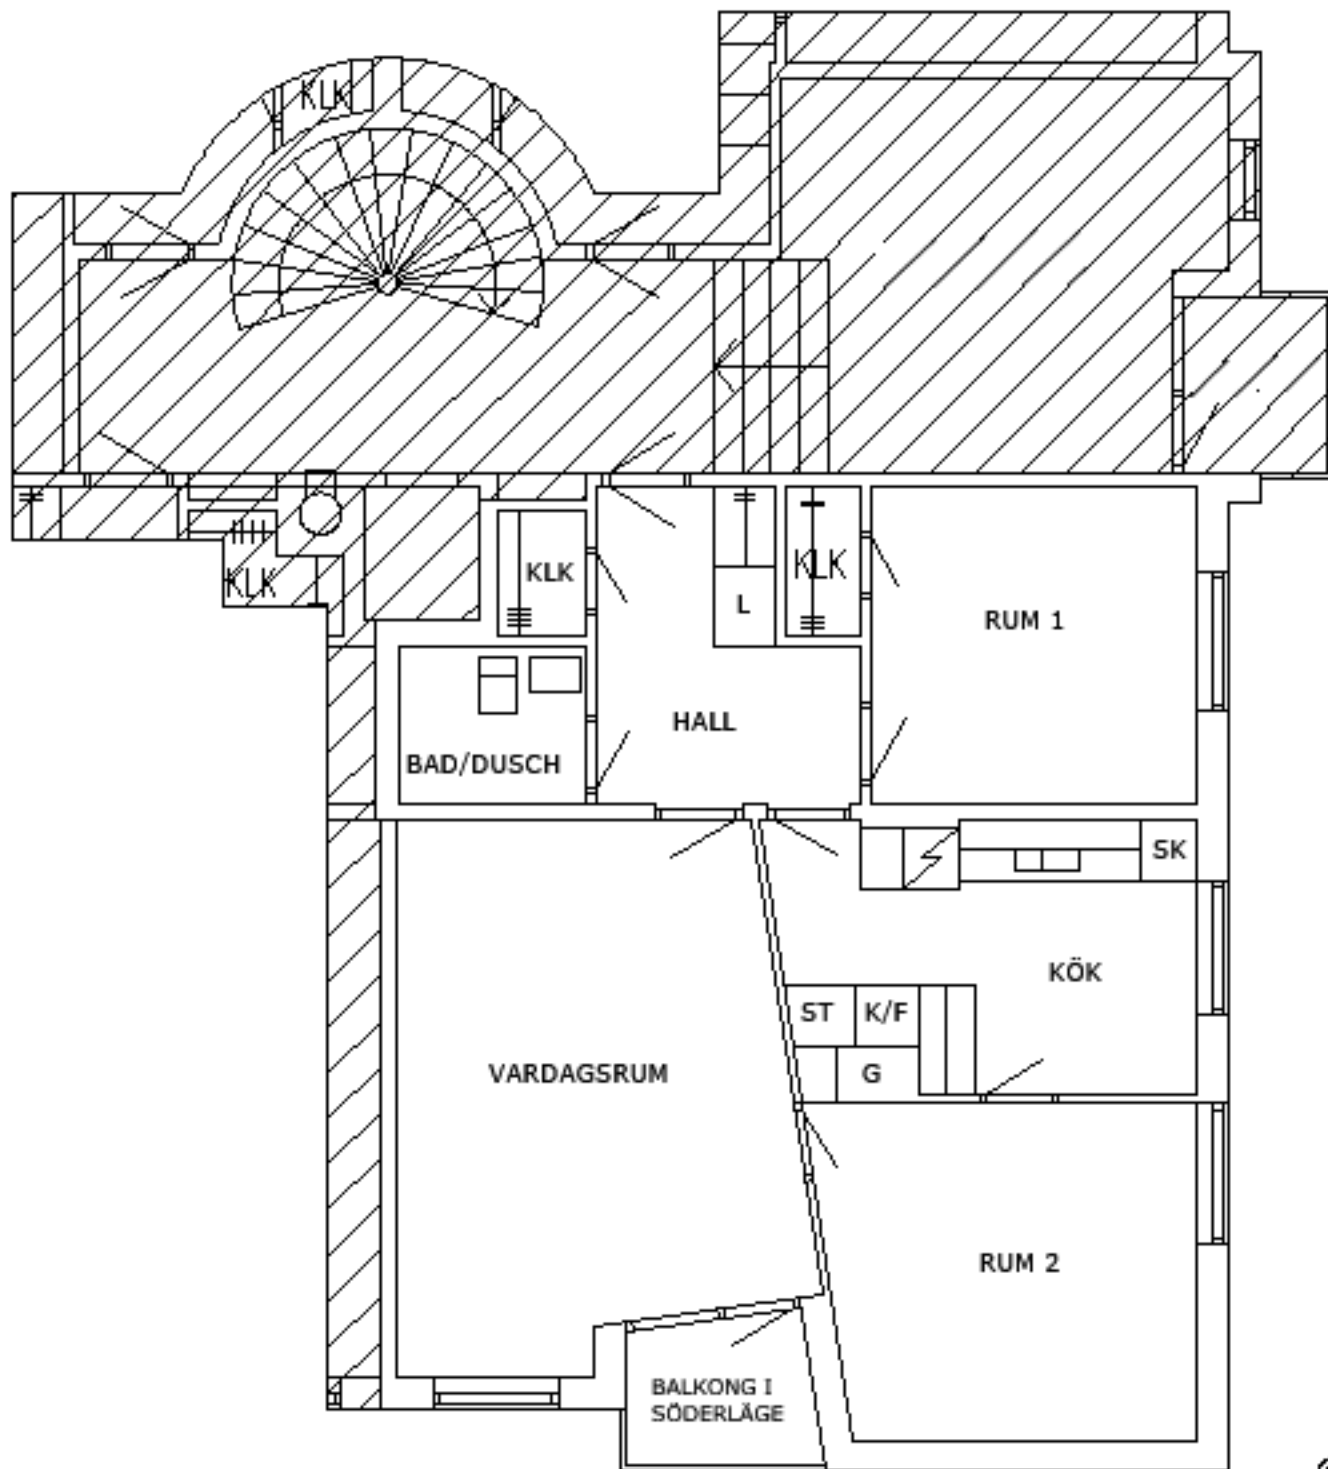 KLK
KLK
KLK
KLK
L
RUM 1
HALL
BAD/DUSCH
SK
KÖK
ST
K/F
G
VARDAGSRUM
RUM 2
BALKONG I
SÖDERLÄGE